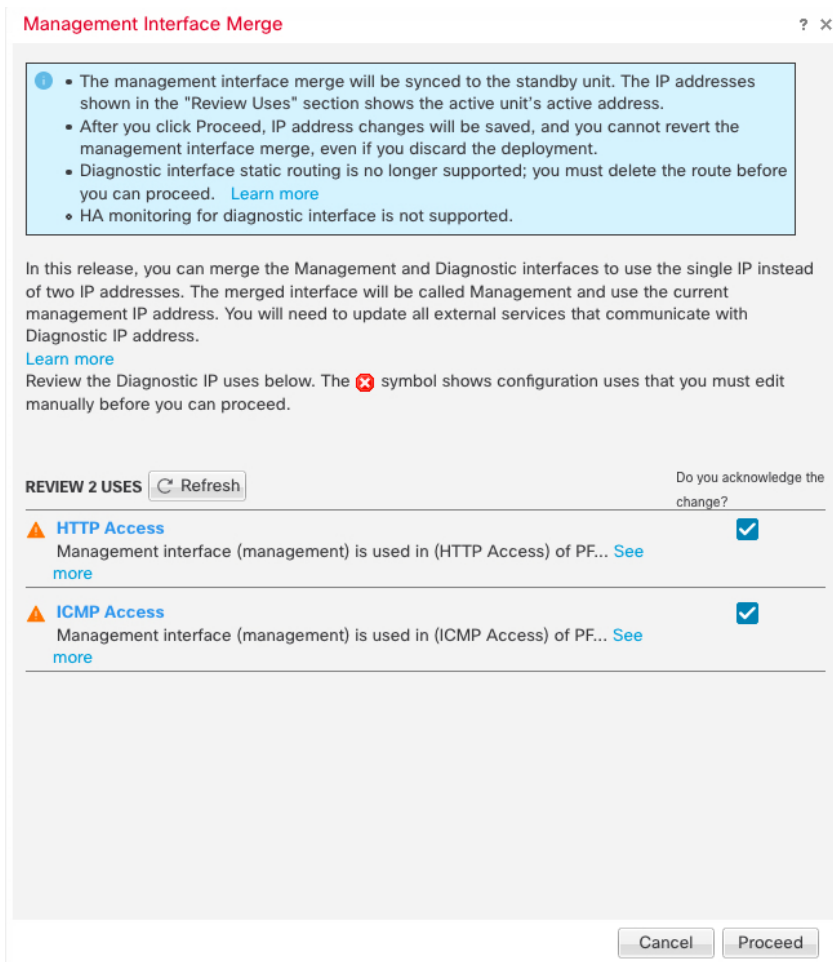 Management Interface Merge ? ×
• The management interface merge will be synced to the standby unit. The IP addresses
shown in the "Review Uses" section shows the active unit's active address.
• After you click Proceed, IP address changes will be saved, and you cannot revert the
management interface merge, even if you discard the deployment.
• Diagnostic interface static routing is no longer supported; you must delete the route before
you can proceed. Learn more
• HA monitoring for diagnostic interface is not supported.
In this release, you can merge the Management and Diagnostic interfaces to use the single IP instead
of two IP addresses. The merged interface will be called Management and use the current
management IP address. You will need to update all external services that communicate with
Diagnostic IP address.
Learn more
Review the Diagnostic IP uses below. The symbol shows configuration uses that you must edit
manually before you can proceed.
REVIEW 2 USES Refresh
Do you acknowledge the
change?
HTTP Access
Management interface (management) is used in (HTTP Access) of PF... See
more
ICMP Access
Management interface (management) is used in (ICMP Access) of PF... See
more
Cancel Proceed